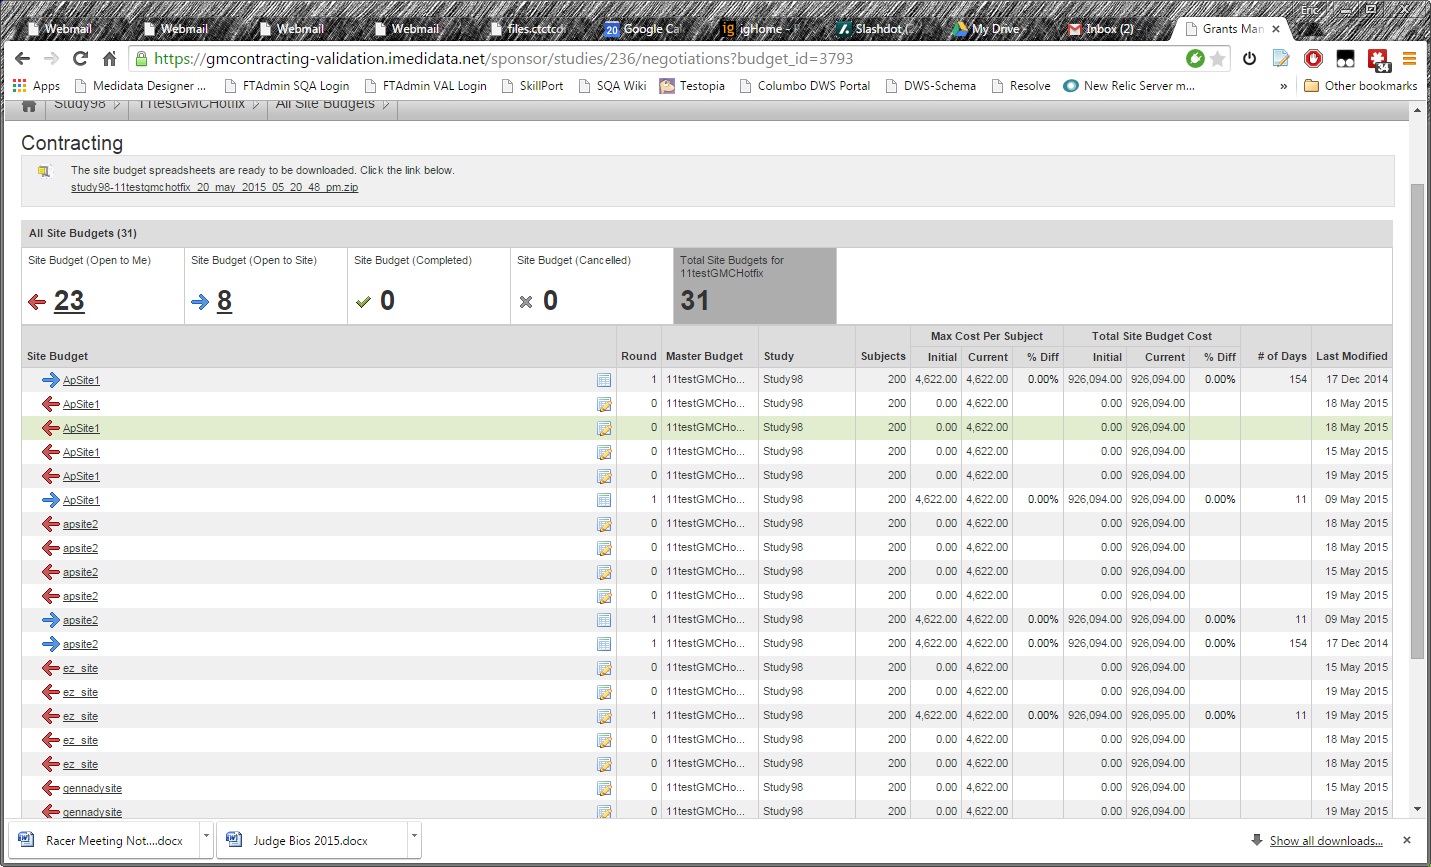 Eric
Webmail Webmail Webmail Webmail files.ctctcor Google Cal igHome - Slashdot ( My Drive - Inbox (2) - Grants Man
https://gmcontracting-validation.imedidata.net/sponsor/studies/236/negotiations?budget_id=3793 34
Apps Medidata Designer ... FTAdmin SQA Login FTAdmin VAL Login SkillPort SQA Wiki Testopia Columbo DWS Portal DWS-Schema Resolve New Relic Server m... » Other bookmarks
Study98 11testGMCHotfix All Site Budgets
Contracting
The site budget spreadsheets are ready to be downloaded. Click the link below.
study98-11testgmchotfix_20_may_2015_05_20_48_pm.zip
All Site Budgets (31)
Site Budget (Open to Me) Site Budget (Open to Site) Site Budget (Completed) Site Budget (Cancelled) Total Site Budgets for
11testGMCHotfix
23 8 0 0 31
Max Cost Per Subject Total Site Budget Cost
Site Budget Round Master Budget Study Subjects Initial Current % Diff Initial Current % Diff # of Days Last Modified
ApSite1 1 11testGMCHo... Study98 200 4,622.00 4,622.00 0.00% 926,094.00 926,094.00 0.00% 154 17 Dec 2014
ApSite1 0 11testGMCHo... Study98 200 0.00 4,622.00 0.00 926,094.00 18 May 2015
ApSite1 0 11testGMCHo... Study98 200 0.00 4,622.00 0.00 926,094.00 18 May 2015
ApSite1 0 11testGMCHo... Study98 200 0.00 4,622.00 0.00 926,094.00 15 May 2015
ApSite1 0 11testGMCHo... Study98 200 0.00 4,622.00 0.00 926,094.00 19 May 2015
ApSite1 1 11testGMCHo... Study98 200 4,622.00 4,622.00 0.00% 926,094.00 926,094.00 0.00% 11 09 May 2015
apsite2 0 11testGMCHo... Study98 200 0.00 4,622.00 0.00 926,094.00 18 May 2015
apsite2 0 11testGMCHo... Study98 200 0.00 4,622.00 0.00 926,094.00 18 May 2015
apsite2 0 11testGMCHo... Study98 200 0.00 4,622.00 0.00 926,094.00 15 May 2015
apsite2 0 11testGMCHo... Study98 200 0.00 4,622.00 0.00 926,094.00 19 May 2015
apsite2 1 11testGMCHo... Study98 200 4,622.00 4,622.00 0.00% 926,094.00 926,094.00 0.00% 11 09 May 2015
apsite2 1 11testGMCHo... Study98 200 4,622.00 4,622.00 0.00% 926,094.00 926,094.00 0.00% 154 17 Dec 2014
ez_site 0 11testGMCHo... Study98 200 0.00 4,622.00 0.00 926,094.00 15 May 2015
ez_site 0 11testGMCHo... Study98 200 0.00 4,622.00 0.00 926,094.00 19 May 2015
ez_site 1 11testGMCHo... Study98 200 4,622.00 4,622.00 0.00% 926,094.00 926,095.00 0.00% 11 19 May 2015
ez_site 0 11testGMCHo... Study98 200 0.00 4,622.00 0.00 926,094.00 18 May 2015
ez_site 0 11testGMCHo... Study98 200 0.00 4,622.00 0.00 926,094.00 18 May 2015
gennadysite 0 11testGMCHo... Study98 200 0.00 4,622.00 0.00 926,094.00 15 May 2015
gennadysite 0 11testGMCHo... Study98 200 0.00 4,622.00 0.00 926,094.00 19 May 2015
Racer Meeting Not....docx Judge Bios 2015.docx Show all downloads...